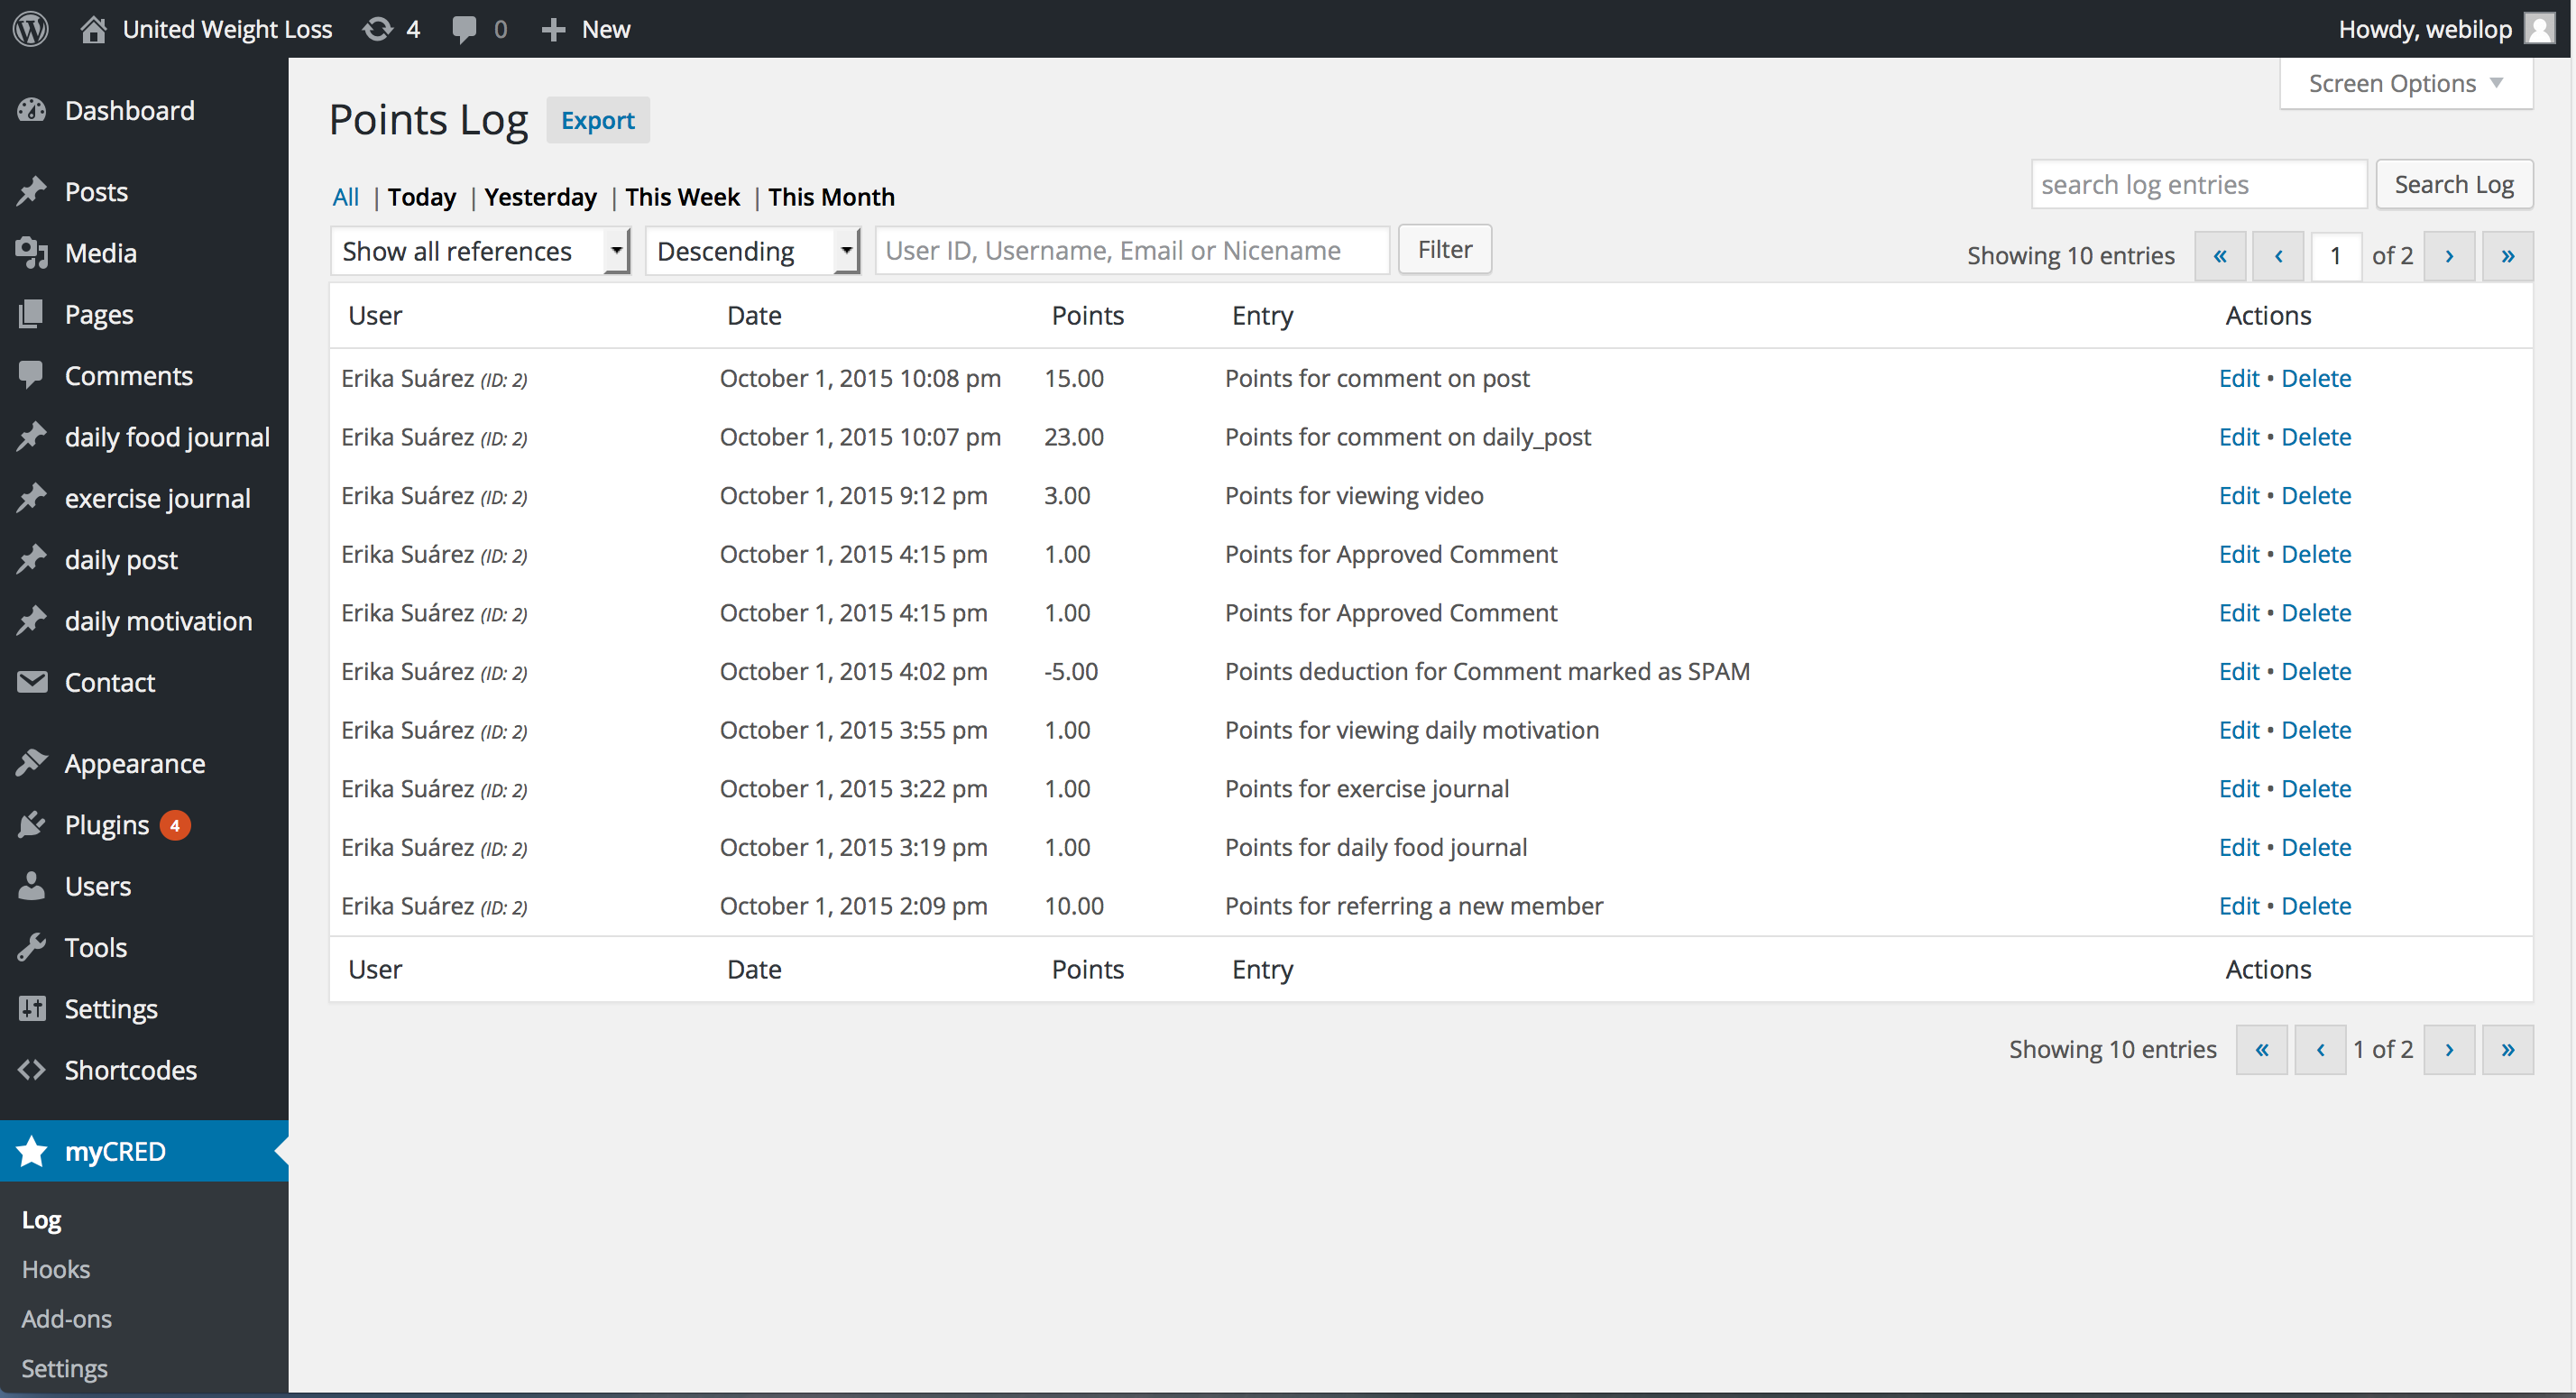 United Weight Loss 4 0 New Howdy, webilop
Screen Options
Dashboard
Posts
Media
Pages
Comments
daily food journal
exercise journal
daily post
daily motivation
Contact
Appearance
Plugins 4
Users
Tools
Settings
Shortcodes
myCRED
Log
Hooks
Add-ons
Settings
Points Log Export
All | Today | Yesterday | This Week | This Month
search log entries Search Log
Show all references Descending User ID, Username, Email or Nicename Filter
Showing 10 entries « ‹ 1 of 2 › »
User Date Points Entry Actions
Erika Suárez (ID: 2) October 1, 2015 10:08 pm 15.00 Points for comment on post Edit • Delete
Erika Suárez (ID: 2) October 1, 2015 10:07 pm 23.00 Points for comment on daily_post Edit • Delete
Erika Suárez (ID: 2) October 1, 2015 9:12 pm 3.00 Points for viewing video Edit • Delete
Erika Suárez (ID: 2) October 1, 2015 4:15 pm 1.00 Points for Approved Comment Edit • Delete
Erika Suárez (ID: 2) October 1, 2015 4:15 pm 1.00 Points for Approved Comment Edit • Delete
Erika Suárez (ID: 2) October 1, 2015 4:02 pm -5.00 Points deduction for Comment marked as SPAM Edit • Delete
Erika Suárez (ID: 2) October 1, 2015 3:55 pm 1.00 Points for viewing daily motivation Edit • Delete
Erika Suárez (ID: 2) October 1, 2015 3:22 pm 1.00 Points for exercise journal Edit • Delete
Erika Suárez (ID: 2) October 1, 2015 3:19 pm 1.00 Points for daily food journal Edit • Delete
Erika Suárez (ID: 2) October 1, 2015 2:09 pm 10.00 Points for referring a new member Edit • Delete
User Date Points Entry Actions
Showing 10 entries « ‹ 1 of 2 › »